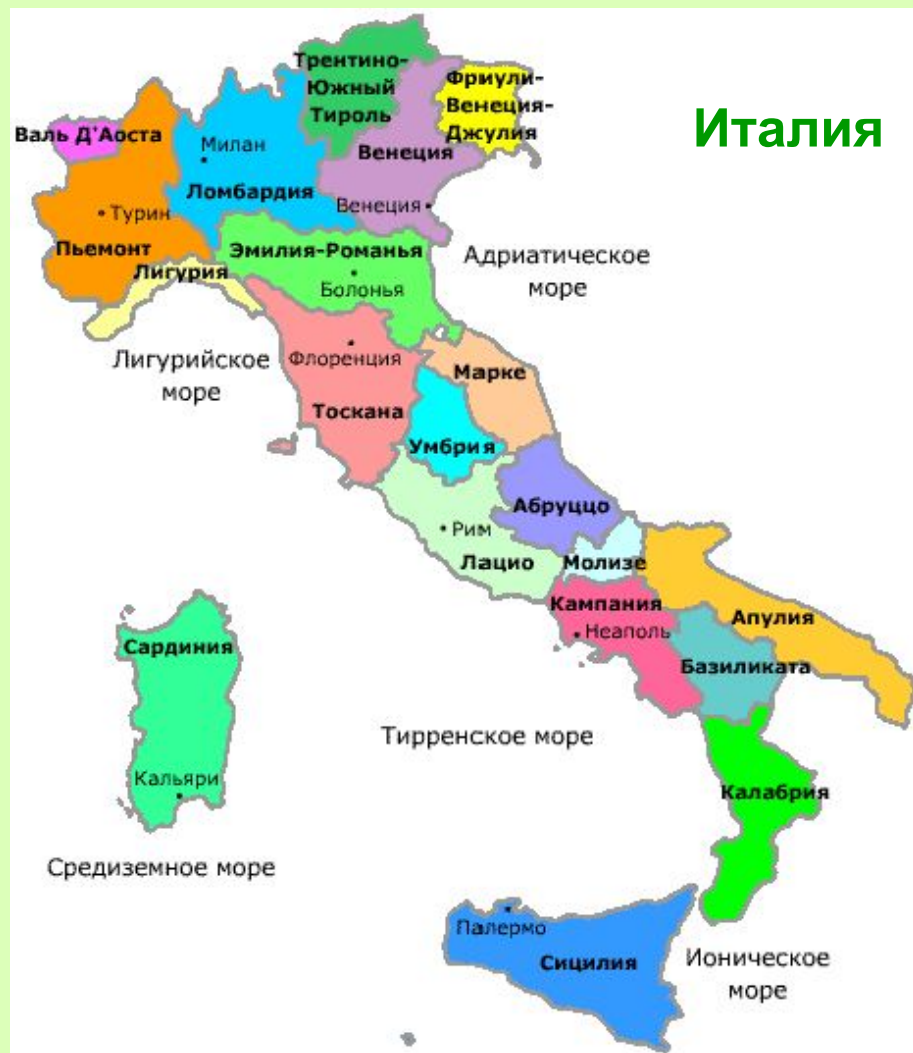 Италия
Трентино-
Южный
Тироль
Фриули-
Венеция-
Джулия
Валь Д'Аоста
Милан
Венеция
Ломбардия
Венеция
Турин
Пьемонт
Эмилия-Романья
Адриатическое
море
Лигурия
Болонья
Лигурийское
море
Флоренция
Марке
Тоскана
Умбрия
Абруццо
Рим
Лацио
Молизе
Кампания
Апулия
Неаполь
Сардиния
Базиликата
Тирренское море
Кальяри
Калабрия
Средиземное море
Палермо
Сицилия
Ионическое
море